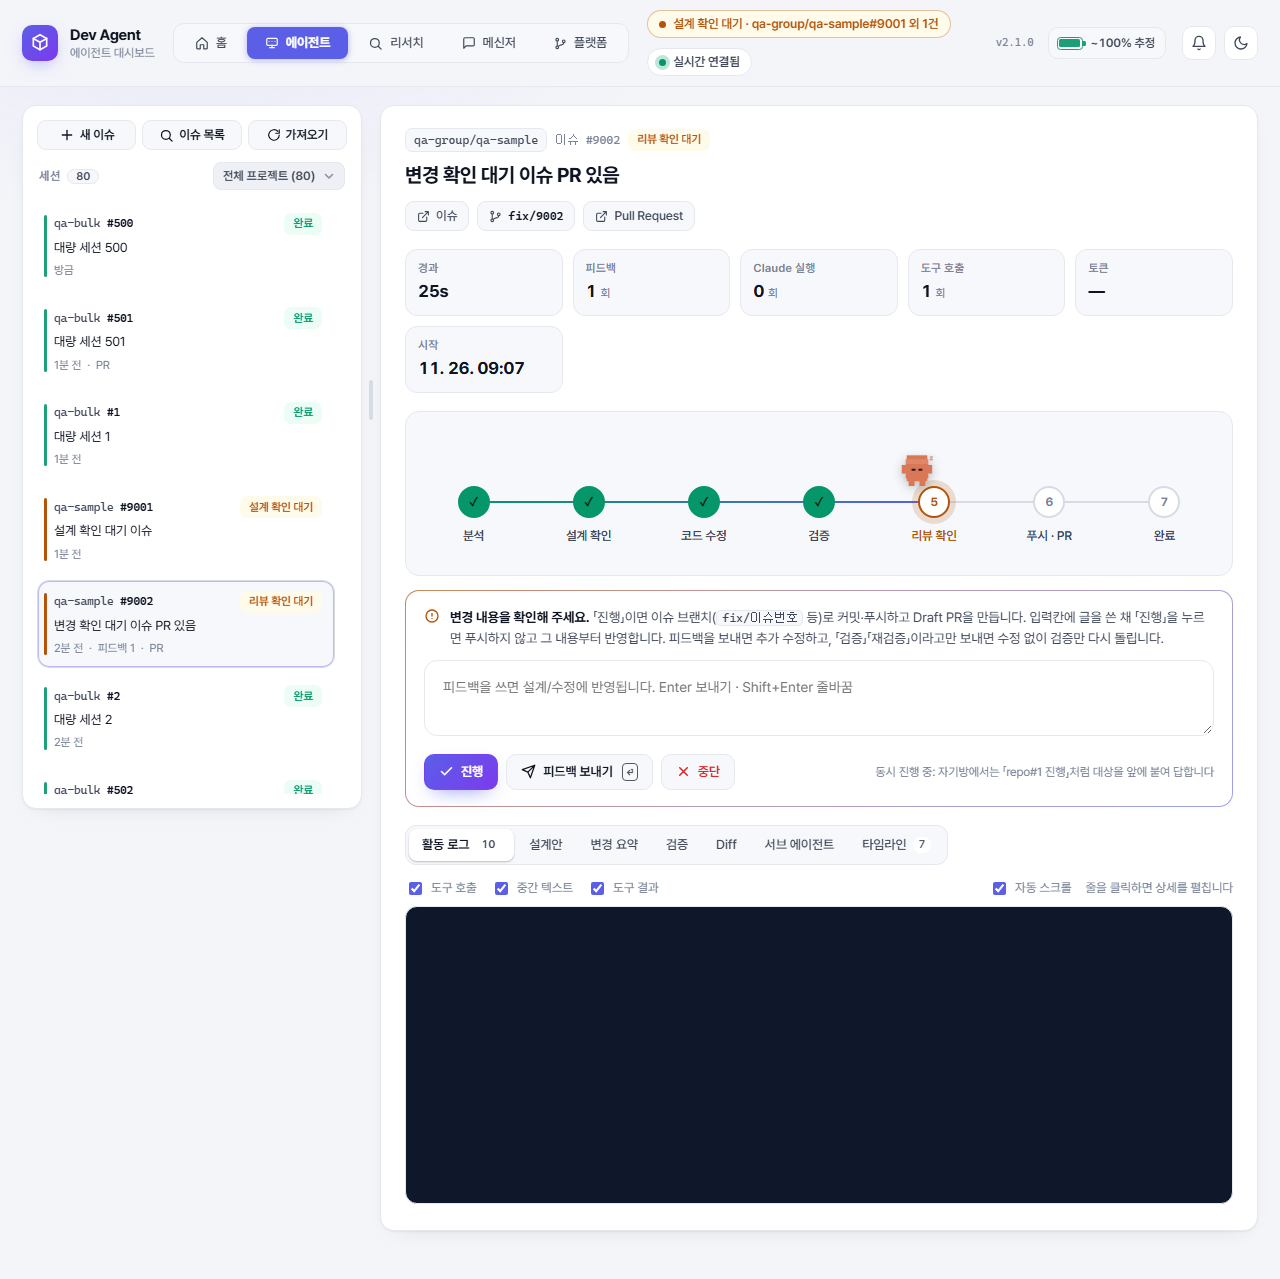 Dev Agent
에이전트 대시보드
홈
에이전트
리서치
메신저
플랫폼
설계 확인 대기 · qa-group/qa-sample#9001 외 1건
실시간 연결됨
v2.1.0
~100% 추정
새 이슈
이슈 목록
가져오기
세션 80
전체 프로젝트 (80)
qa-bulk #500 완료
대량 세션 500
방금
qa-bulk #501 완료
대량 세션 501
1분 전 · PR
qa-bulk #1 완료
대량 세션 1
1분 전
qa-sample #9001 설계 확인 대기
설계 확인 대기 이슈
1분 전
qa-sample #9002 리뷰 확인 대기
변경 확인 대기 이슈 PR 있음
2분 전 · 피드백 1 · PR
qa-bulk #2 완료
대량 세션 2
2분 전
qa-bulk #502 완료
qa-group/qa-sample 이슈 #9002 리뷰 확인 대기
변경 확인 대기 이슈 PR 있음
이슈
fix/9002
Pull Request
경과
25s
피드백
1 회
Claude 실행
0 회
도구 호출
1 회
토큰
—
시작
11. 26. 09:07
✓ ✓ ✓ ✓ 5 6 7
분석 설계 확인 코드 수정 검증 리뷰 확인 푸시 · PR 완료
변경 내용을 확인해 주세요. 「진행」이면 이슈 브랜치( fix/이슈번호 등)로 커밋·푸시하고 Draft PR을 만듭니다. 입력칸에 글을 쓴 채 「진행」을 누르
면 푸시하지 않고 그 내용부터 반영합니다. 피드백을 보내면 추가 수정하고, 「검증」「재검증」이라고만 보내면 수정 없이 검증만 다시 돌립니다.
피드백을 쓰면 설계/수정에 반영됩니다. Enter 보내기 · Shift+Enter 줄바꿈
진행
피드백 보내기
중단
동시 진행 중: 자기방에서는 「repo#1 진행」처럼 대상을 앞에 붙여 답합니다
활동 로그 10
설계안
변경 요약
검증
Diff
서브 에이전트
타임라인 7
도구 호출
중간 텍스트
도구 결과
자동 스크롤
줄을 클릭하면 상세를 펼칩니다